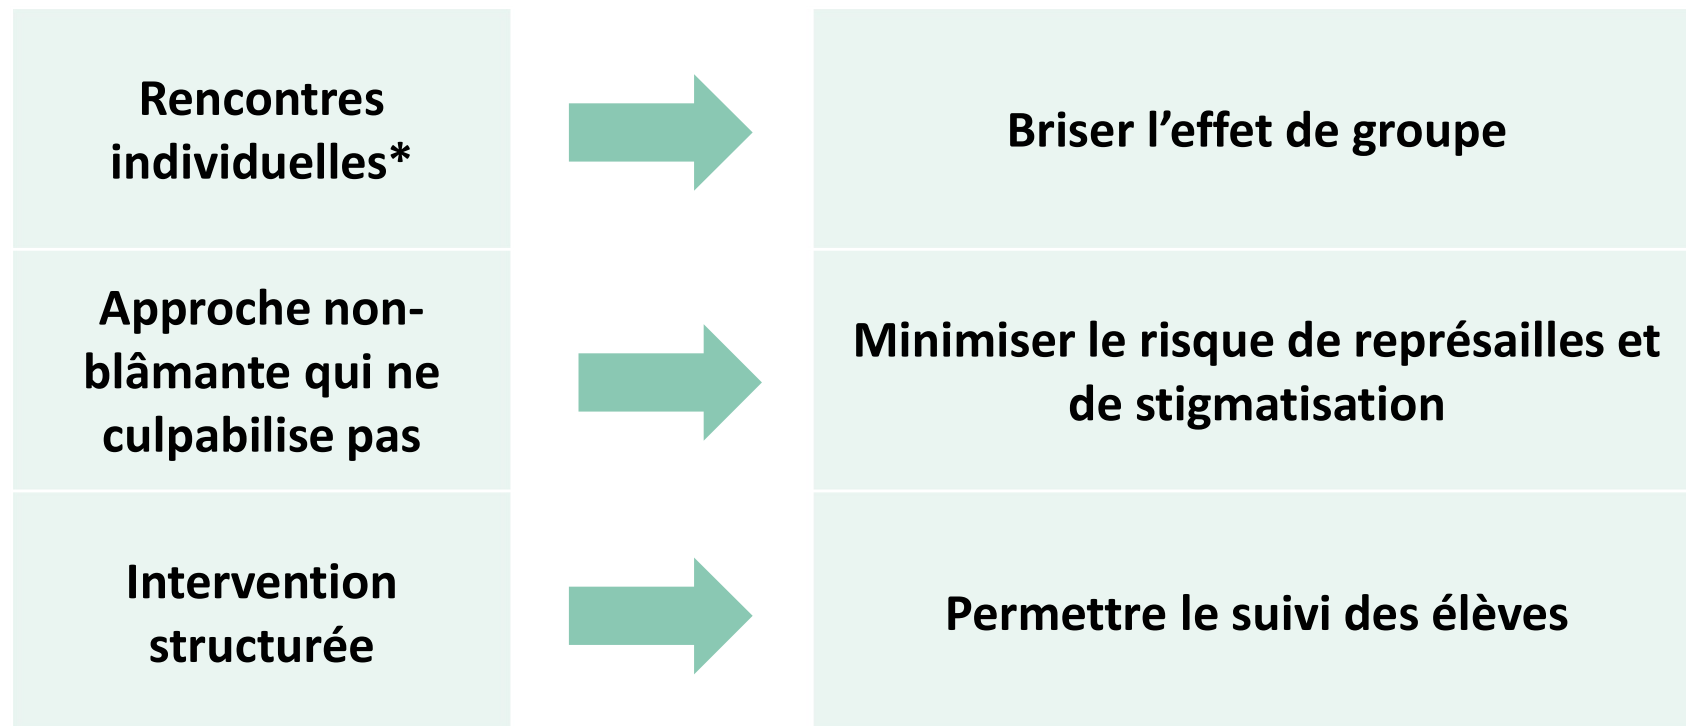 Rencontres
individuelles*
Briser l’effet de groupe
Approche non-
blâmante qui ne
culpabilise pas
Minimiser le risque de représailles et
de stigmatisation
Intervention
structurée
Permettre le suivi des élèves